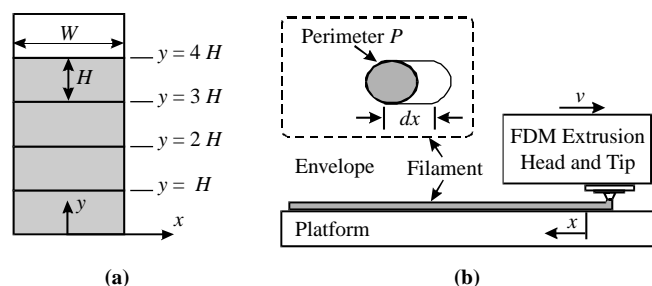 W
y = 4 H
H
y = 3 H
y = 2 H
y = H
y
x
(a)
Perimeter P
dx
v
FDM Extrusion
Head and Tip
Envelope
Filament
x
Platform
(b)